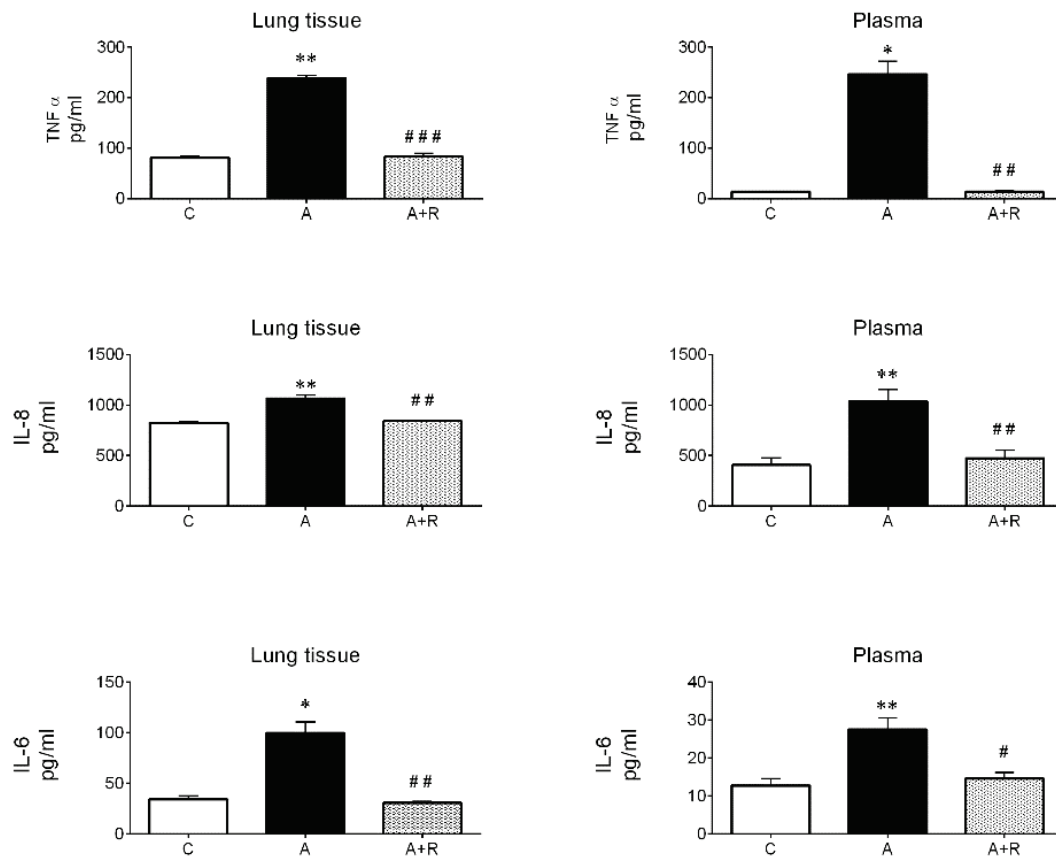 Lung tissue
TNF α
pg/ml
300
200
100
0
**
# # #
C A A+R
Plasma
TNF α
pg/ml
300
200
100
0
*
# #
C A A+R
Lung tissue
IL-8
pg/ml
1500
1000
500
0
**
# #
C A A+R
Plasma
IL-8
pg/ml
1500
1000
500
0
**
# #
C A A+R
Lung tissue
IL-6
pg/ml
150
100
50
0
*
# #
C A A+R
Plasma
IL-6
pg/ml
40
30
20
10
0
**
#
C A A+R